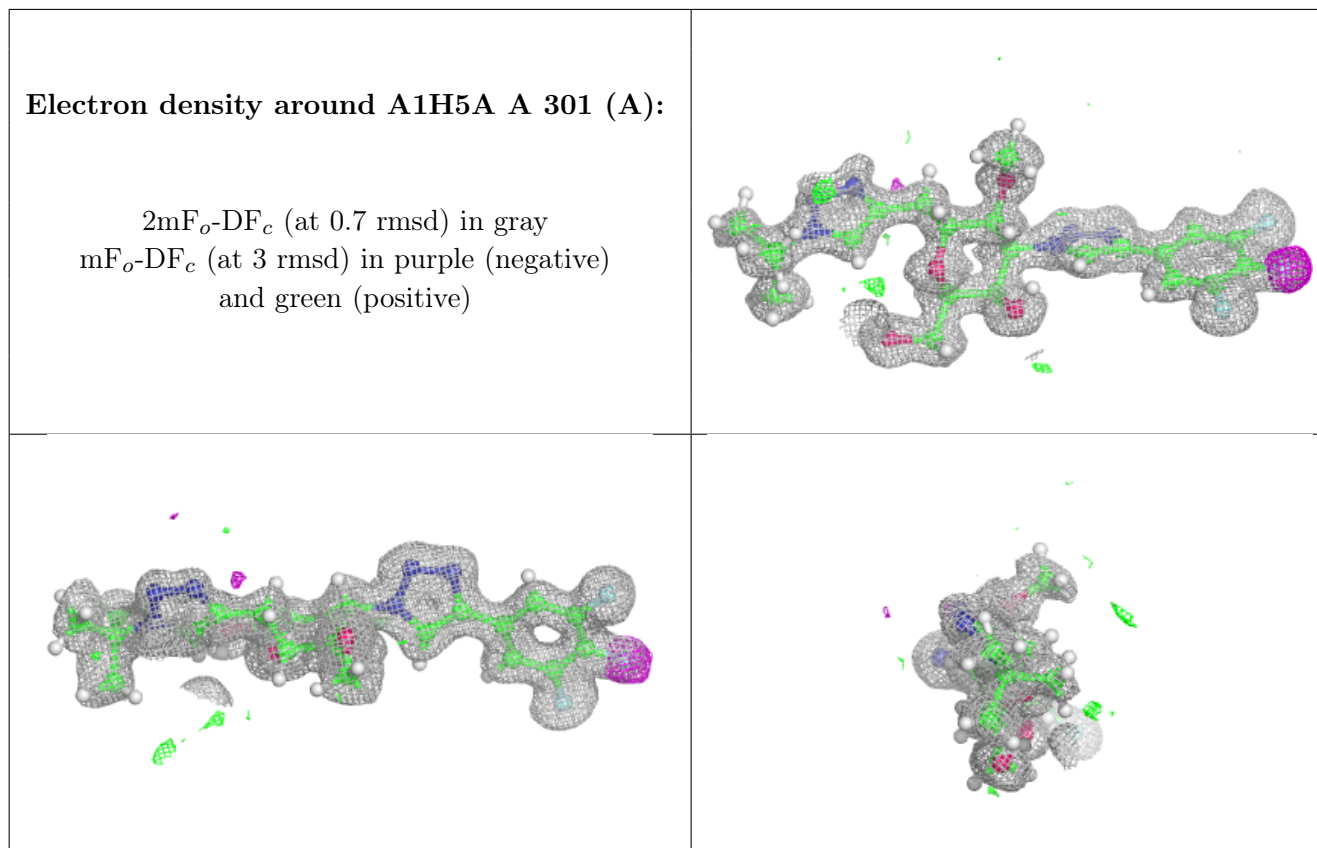 Electron density around A1H5A A 301 (A):
2mFₒ-DF𝒸 (at 0.7 rmsd) in gray
mFₒ-DF𝒸 (at 3 rmsd) in purple (negative)
and green (positive)